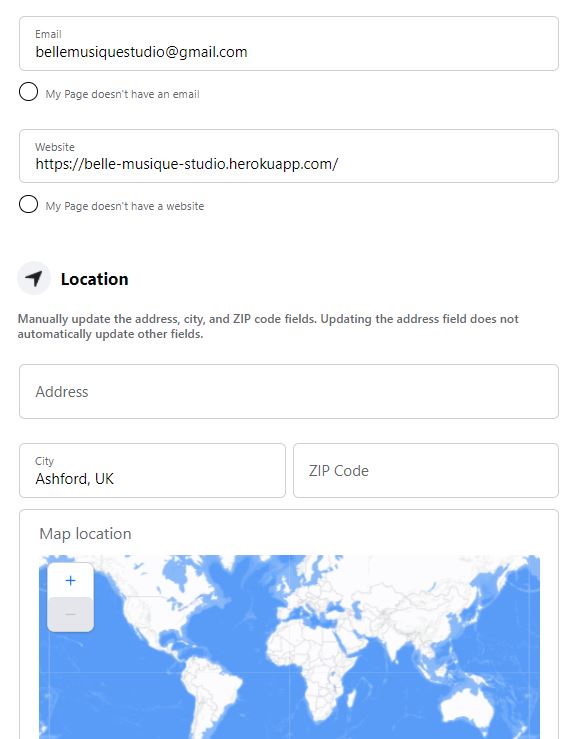 Email
bellemusiquestudio@gmail.com
My Page doesn't have an email
Website
https://belle-musique-studio.herokuapp.com/
My Page doesn't have a website
Location
Manually update the address, city, and ZIP code fields. Updating the address field does not
automatically update other fields.
Address
City
Ashford, UK
ZIP Code
Map location
+
−